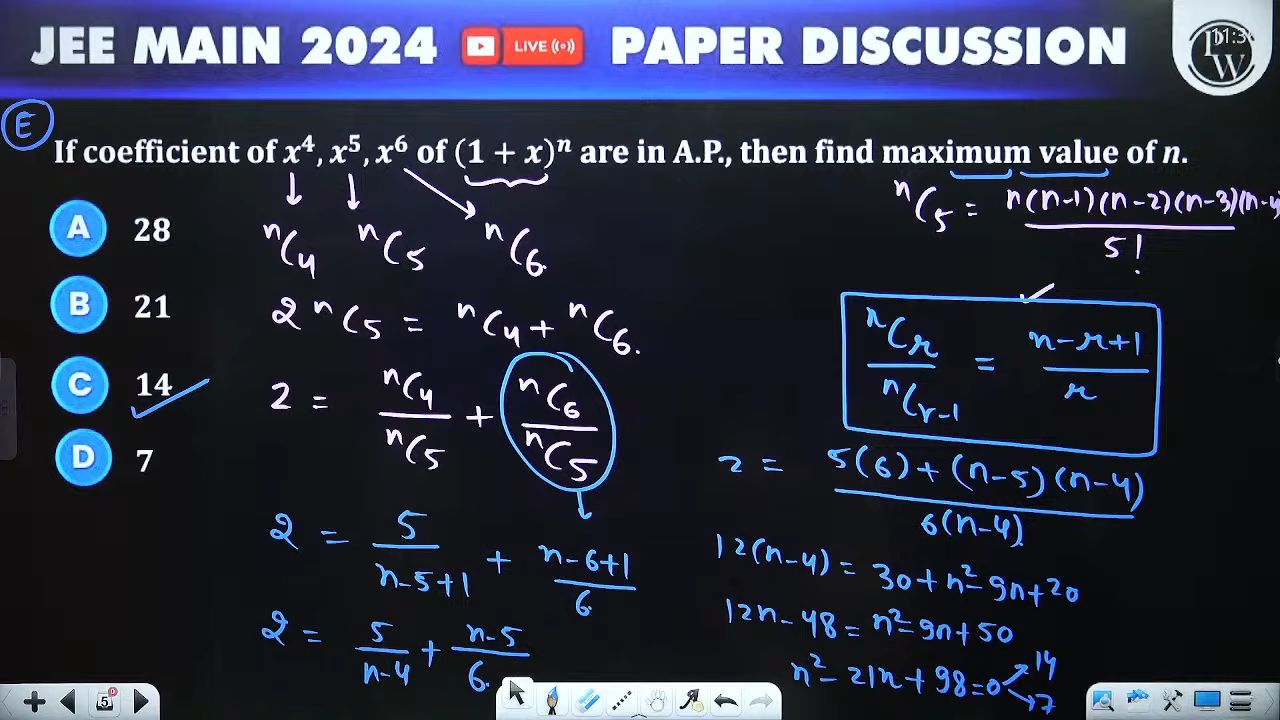 JEE MAIN 2024 LIVE PAPER DISCUSSION
W
E
If coefficient of x⁴, x⁵, x⁶ of (1 + x)ⁿ are in A.P., then find maximum value of n.
A 28
B 21
C 14
D 7
ⁿC₄ ⁿC₅ ⁿC₆
2 ⁿC₅ = ⁿC₄ + ⁿC₆.
2 = ⁿC₄/ⁿC₅ + ⁿC₆/ⁿC₅
2 = 5/(n-5+1) + (n-6+1)/6
2 = 5/(n-4) + (n-5)/6.
ⁿC₅ = n(n-1)(n-2)(n-3)(n-4/5!
ⁿCᵣ/ⁿCᵣ₋₁ = (n-r+1)/r
2 = 5(6) + (n-5)(n-4)/6(n-4).
12(n-4) = 30 + n² - 9n + 20
12n - 48 = n² - 9n + 50
n² - 21n + 98 = 0 14
7
5